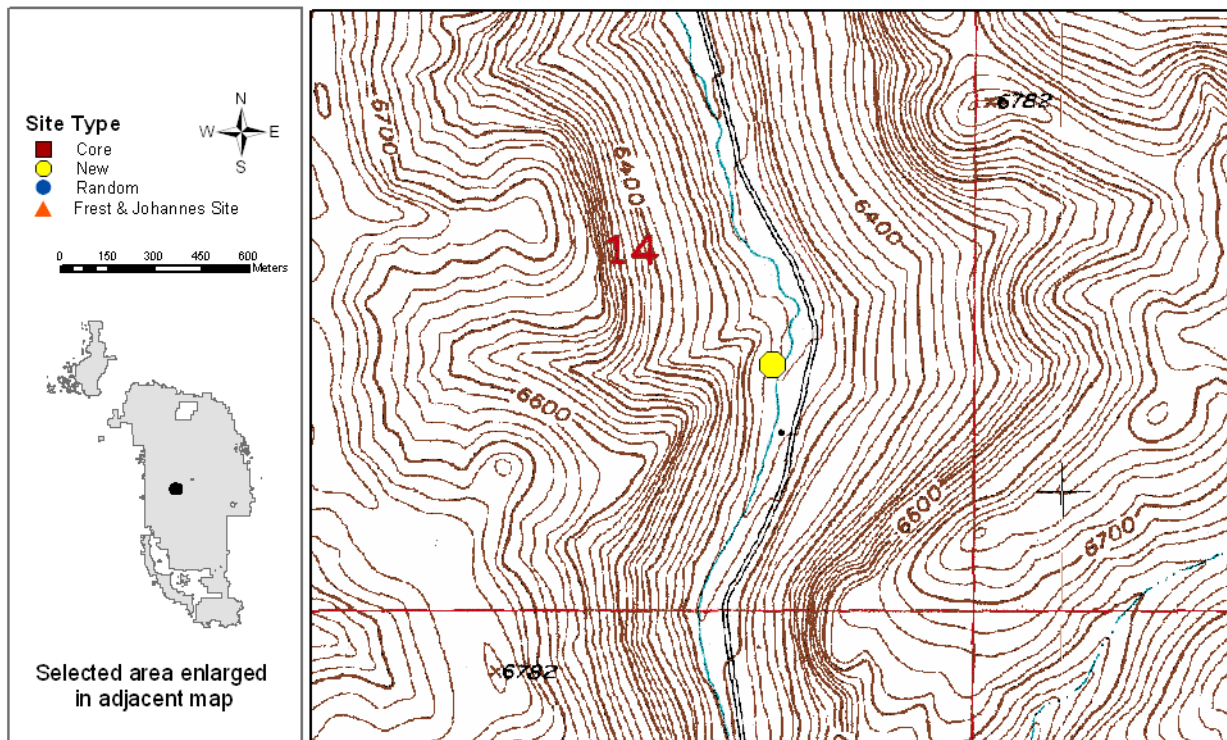 N
W E
S
Site Type
Core
New
Random
Frest & Johannes Site
0 150 300 450 600
Meters
Selected area enlarged
in adjacent map
6782
6700
6400
6400
14
6600
6600
6700
6782